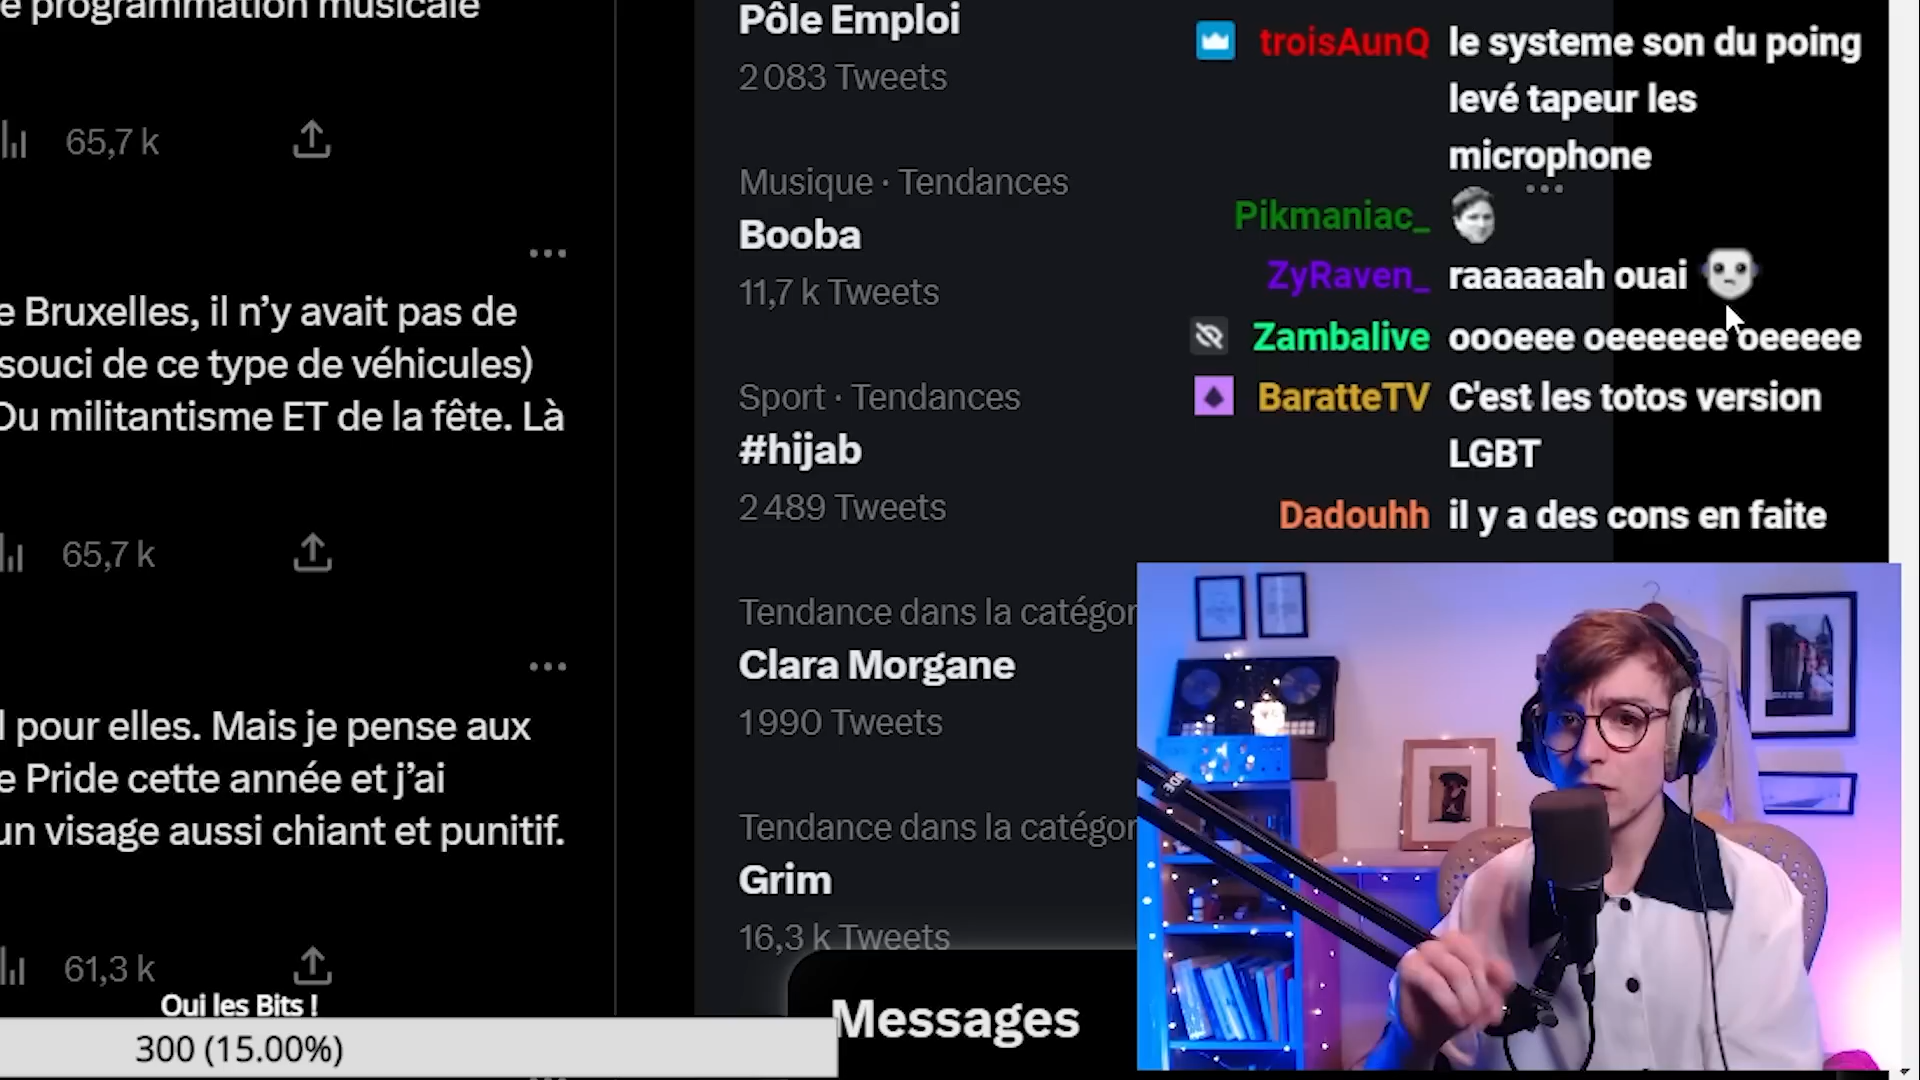 e programmation musicale
65,7 k
e Bruxelles, il n’y avait pas de
souci de ce type de véhicules)
Du militantisme ET de la fête. Là
65,7 k
l pour elles. Mais je pense aux
e Pride cette année et j’ai
un visage aussi chiant et punitif.
61,3 k
Oui les Bits !
300 (15.00%)
Pôle Emploi
2 083 Tweets
Musique · Tendances
Booba
11,7 k Tweets
Sport · Tendances
#hijab
2 489 Tweets
Tendance dans la catégor
Clara Morgane
1 990 Tweets
Tendance dans la catégor
Grim
16,3 k Tweets
Messages
troisAunQ le systeme son du poing
levé tapeur les
microphone
Pikmaniac_
ZyRaven_ raaaaaah ouai
Zambalive oooeee oeeeeee oeeeee
BaratteTV C'est les totos version
LGBT
Dadouhh il y a des cons en faite